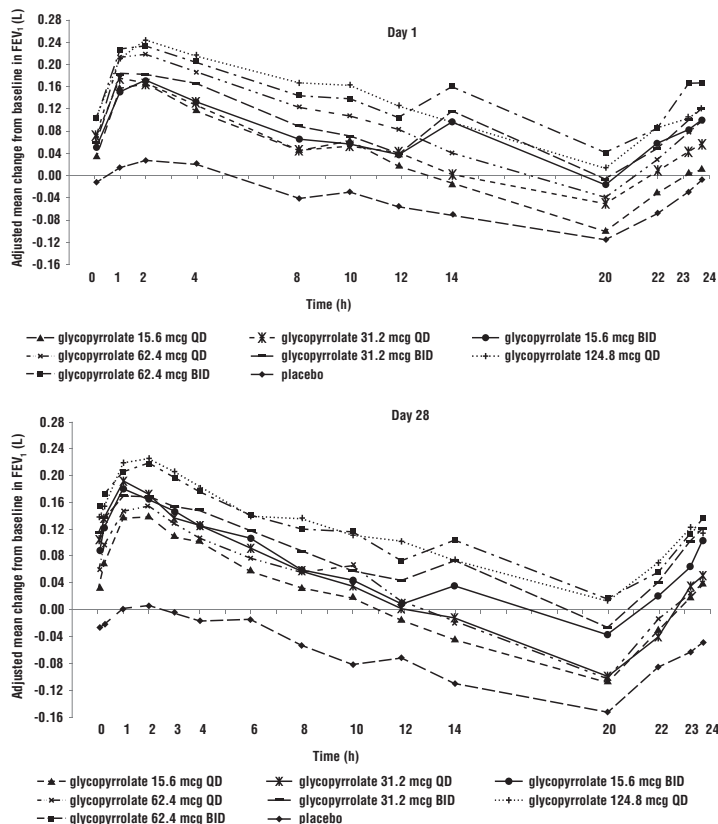 Day 1
Adjusted mean change from baseline in FEV1 (L)
0.28
0.24
0.20
0.16
0.12
0.08
0.04
0.00
-0.04
-0.08
-0.12
-0.16
0 1 2 4 8 10 12 14 20 22 23 24
Time (h)
glycopyrrolate 15.6 mcg QD glycopyrrolate 31.2 mcg QD glycopyrrolate 15.6 mcg BID
glycopyrrolate 62.4 mcg QD glycopyrrolate 31.2 mcg BID glycopyrrolate 124.8 mcg QD
glycopyrrolate 62.4 mcg BID placebo
Day 28
Adjusted mean change from baseline in FEV1 (L)
0.28
0.24
0.20
0.16
0.12
0.08
0.04
0.00
-0.04
-0.08
-0.12
-0.16
0 1 2 3 4 6 8 10 12 14 20 22 23 24
Time (h)
glycopyrrolate 15.6 mcg QD glycopyrrolate 31.2 mcg QD glycopyrrolate 15.6 mcg BID
glycopyrrolate 62.4 mcg QD glycopyrrolate 31.2 mcg BID glycopyrrolate 124.8 mcg QD
glycopyrrolate 62.4 mcg BID placebo